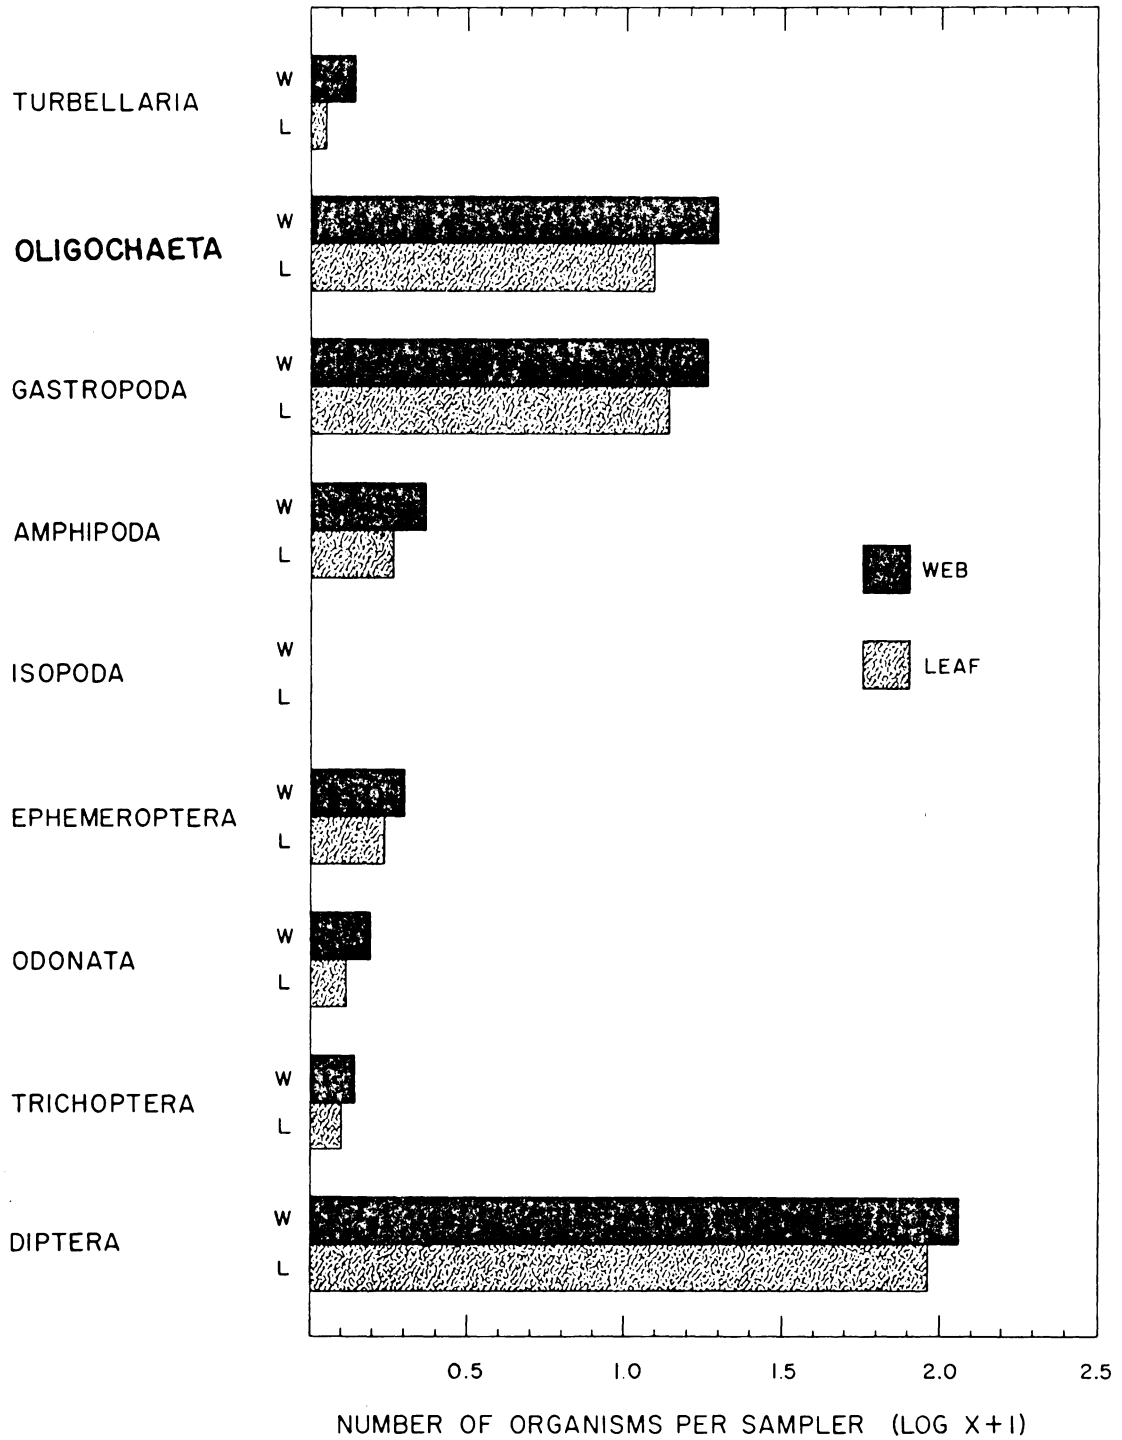 TURBELLARIA
W
L
OLIGOCHAETA
W
L
GASTROPODA
W
L
AMPHIPODA
W
L
WEB
LEAF
ISOPODA
W
L
EPHEMEROPTERA
W
L
ODONATA
W
L
TRICHOPTERA
W
L
DIPTERA
W
L
0.5 1.0 1.5 2.0 2.5
NUMBER OF ORGANISMS PER SAMPLER (LOG X+1)